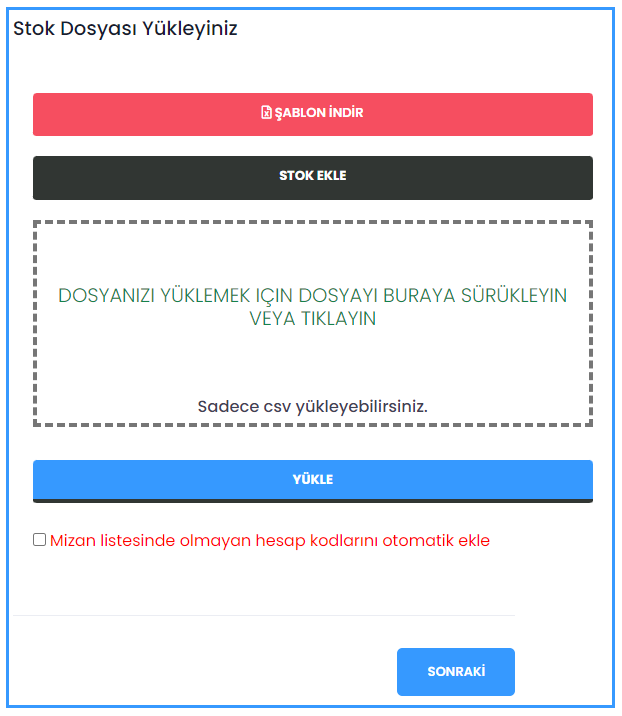 Stok Dosyası Yükleyiniz
ŞABLON İNDİR
STOK EKLE
DOSYANIZI YÜKLEMEK IÇIN DOSYAYI BURAYA SÜRÜKLEYIN
VEYA TIKLAYIN
Sadece csv yükleyebilirsiniz.
YÜKLE
Mizan listesinde olmayan hesap kodlarını otomatik ekle
SONRAKİ